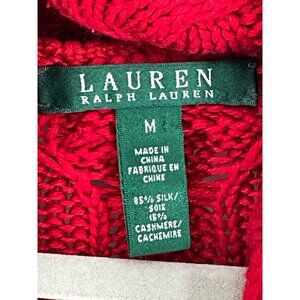 LAUREN
RALPH LAUREN
M
MADE IN
CHINA
FABRIQUE EN
CHINE
85% SILK/
SOIE
15%
CASHMERE/
CACHEMIRE